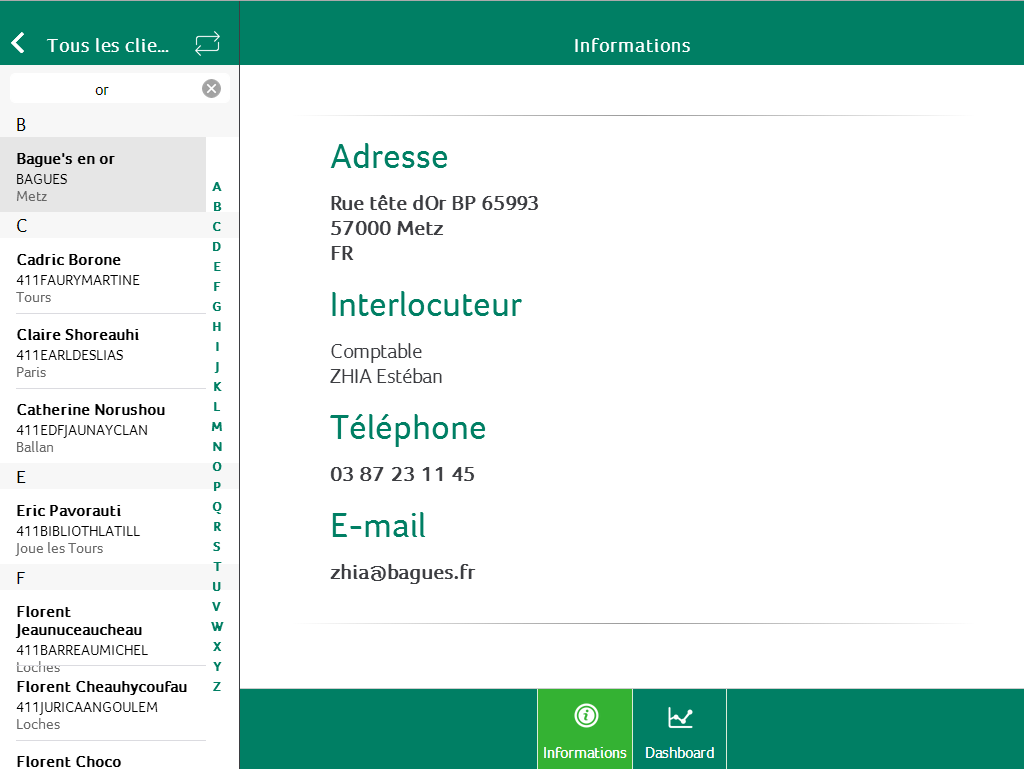 Tous les clie...
Informations
or
B
Bague's en or
BAGUES
Metz
C
Cadric Borone
411FAURYMARTINE
Tours
Claire Shoreauhi
411EARLDESLIAS
Paris
Catherine Norushou
411EDFJAUNAYCLAN
Ballan
E
Eric Pavorauti
411BIBLIOTHLATILL
Joue les Tours
F
Florent
Jeaunuceaucheau
411BARREAUMICHEL
Loches
Florent Cheauhycoufau
411JURICAANGOULEM
Loches
Florent Choco
A
B
C
D
E
F
G
H
I
J
K
L
M
N
O
P
Q
R
S
T
U
V
W
X
Y
Z
Adresse
Rue tête dOr BP 65993
57000 Metz
FR
Interlocuteur
Comptable
ZHIA Estéban
Téléphone
03 87 23 11 45
E-mail
zhia@bagues.fr
Informations
Dashboard